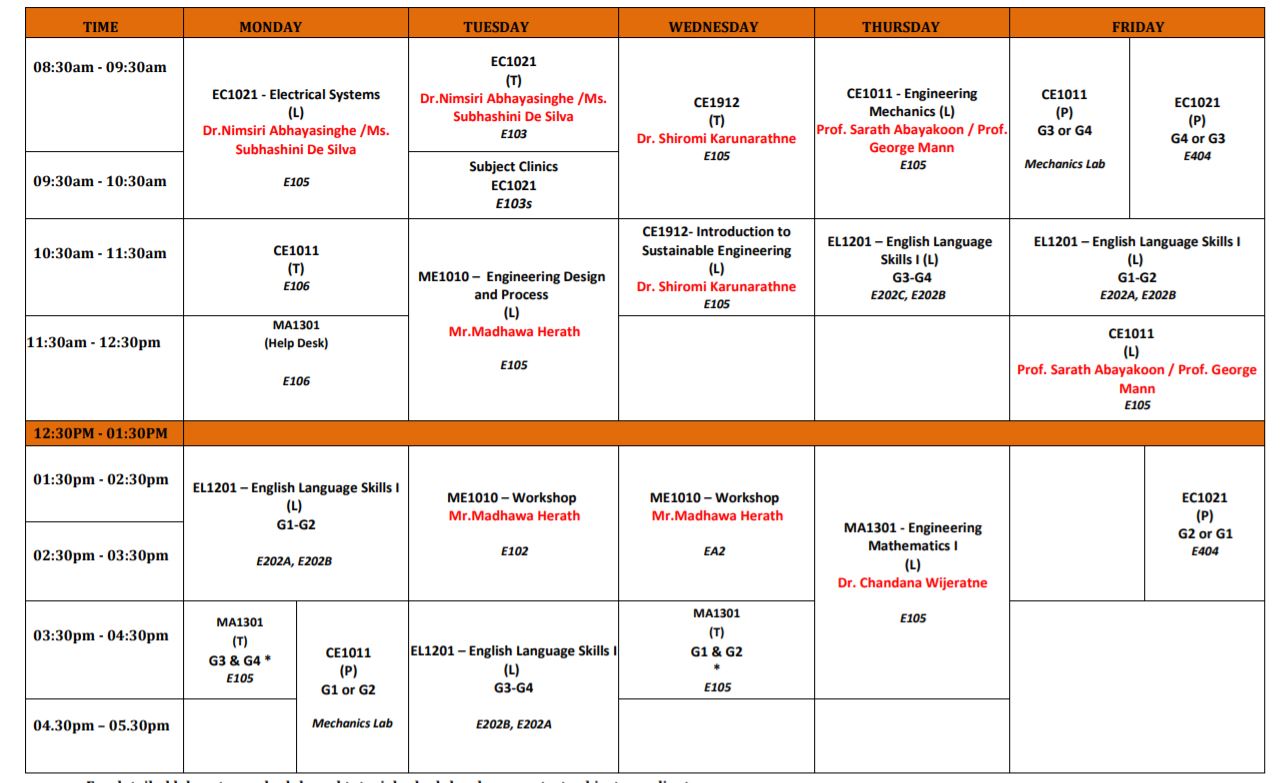 TIME MONDAY TUESDAY WEDNESDAY THURSDAY FRIDAY
08:30am - 09:30am
EC1021 - Electrical Systems
(L)
Dr.Nimsiri Abhayasinghe /Ms.
Subhashini De Silva
E105
EC1021
(T)
Dr.Nimsiri Abhayasinghe /Ms.
Subhashini De Silva
E103
CE1912
(T)
Dr. Shiromi Karunarathne
E105
CE1011 - Engineering
Mechanics (L)
Prof. Sarath Abayakoon / Prof.
George Mann
E105
CE1011
(P)
G3 or G4
Mechanics Lab
EC1021
(P)
G4 or G3
E404
09:30am - 10:30am
Subject Clinics
EC1021
E103s
10:30am - 11:30am
CE1011
(T)
E106
ME1010 – Engineering Design
and Process
(L)
Mr.Madhawa Herath
E105
CE1912- Introduction to
Sustainable Engineering
(L)
Dr. Shiromi Karunarathne
E105
EL1201 – English Language
Skills I (L)
G3-G4
E202C, E202B
EL1201 – English Language Skills I
(L)
G1-G2
E202A, E202B
11:30am - 12:30pm
MA1301
(Help Desk)
E106
CE1011
(L)
Prof. Sarath Abayakoon / Prof. George
Mann
E105
12:30PM - 01:30PM
01:30pm - 02:30pm
EL1201 – English Language Skills I
(L)
G1-G2
E202A, E202B
ME1010 – Workshop
Mr.Madhawa Herath
E102
ME1010 – Workshop
Mr.Madhawa Herath
EA2
MA1301 - Engineering
Mathematics I
(L)
Dr. Chandana Wijeratne
E105
EC1021
(P)
G2 or G1
E404
02:30pm - 03:30pm
03:30pm - 04:30pm
MA1301
(T)
G3 & G4 *
E105
CE1011
(P)
G1 or G2
Mechanics Lab
EL1201 – English Language Skills I
(L)
G3-G4
E202B, E202A
MA1301
(T)
G1 & G2
*
E105
04.30pm – 05.30pm